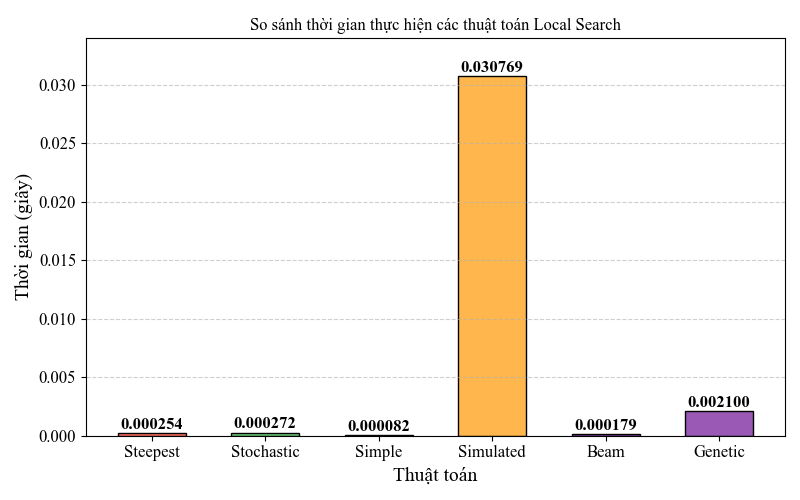 So sánh thời gian thực hiện các thuật toán Local Search
Thời gian (giây)
0.030
0.025
0.020
0.015
0.010
0.005
0.000
0.000254
0.000272
0.000082
0.030769
0.000179
0.002100
Steepest
Stochastic
Simple
Simulated
Beam
Genetic
Thuật toán